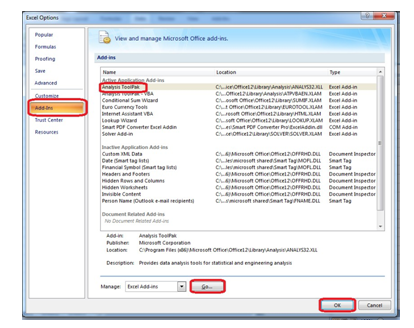 Excel Options
Popular
Formulas
Proofing
Save
Advanced
Customize
Add-Ins
Trust Center
Resources
View and manage Microsoft Office add-ins.
Add-ins
Name Location Type
Active Application Add-ins
Analysis ToolPak C:\...ice\Office12\Library\Analysis\ANALYS32.XLL Excel Add-in
Analysis ToolPak - VBA C:\...Office12\Library\Analysis\ATPVBAEN.XLAM Excel Add-in
Conditional Sum Wizard C:\...osoft Office\Office12\Library\SUMIF.XLAM Excel Add-in
Euro Currency Tools C:\...t Office\Office12\Library\EUROTOOL.XLAM Excel Add-in
Internet Assistant VBA C:\...osoft Office\Office12\Library\HTML.XLAM Excel Add-in
Lookup Wizard C:\...oft Office\Office12\Library\LOOKUP.XLAM Excel Add-in
Smart PDF Converter Excel Addin C:\...es\Smart PDF Converter Pro\ExcelAddin.dll COM Add-in
Solver Add-in C:\...office12\Library\SOLVER\SOLVER.XLAM Excel Add-in
Inactive Application Add-ins
Custom XML Data C:\...&)\Microsoft Office\Office12\OFFRHD.DLL Document Inspector
Date (Smart tag lists) C:\...es\microsoft shared\Smart Tag\MOFL.DLL Smart Tag
Financial Symbol (Smart tag lists) C:\...es\microsoft shared\Smart Tag\MOFL.DLL Smart Tag
Headers and Footers C:\...&)\Microsoft Office\Office12\OFFRHD.DLL Document Inspector
Hidden Rows and Columns C:\...&)\Microsoft Office\Office12\OFFRHD.DLL Document Inspector
Hidden Worksheets C:\...&)\Microsoft Office\Office12\OFFRHD.DLL Document Inspector
Invisible Content C:\...&)\Microsoft Office\Office12\OFFRHD.DLL Document Inspector
Person Name (Outlook e-mail recipients) C:\...s\microsoft shared\Smart Tag\FNAME.DLL Smart Tag
Document Related Add-ins
No Document Related Add-ins
Add-in: Analysis ToolPak
Publisher: Microsoft Corporation
Location: C:\Program Files (x86)\Microsoft Office\Office12\Library\Analysis\ANALYS32.XLL
Description: Provides data analysis tools for statistical and engineering analysis
Manage: Excel Add-ins Go...
OK Cancel